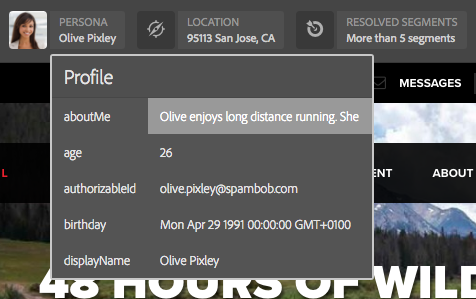 PERSONA
Olive Pixley
LOCATION
95113 San Jose, CA
RESOLVED SEGMENTS
More than 5 segments
MESSAGES
Profile
aboutMe Olive enjoys long distance running. She
age 26
L ENT ABOUT
authorizableId olive.pixley@spambob.com
birthday Mon Apr 29 1991 00:00:00 GMT+0100
displayName Olive Pixley
48 HOURS OF WILD